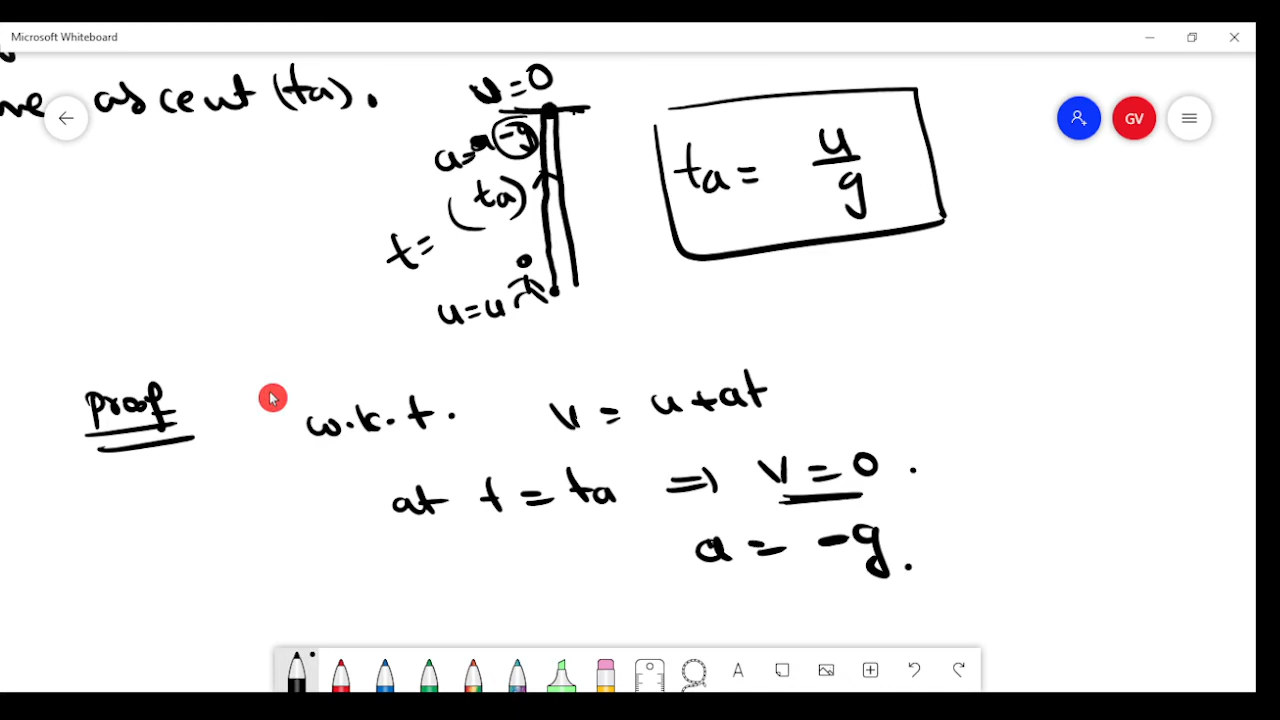 Microsoft Whiteboard
ascent (ta).
v=0
a=-g
(ta)
t=
u=u
ta = u/g
GV
Proof
w.k.t. v = u+at
at t = ta => v=0.
a = -g.
A